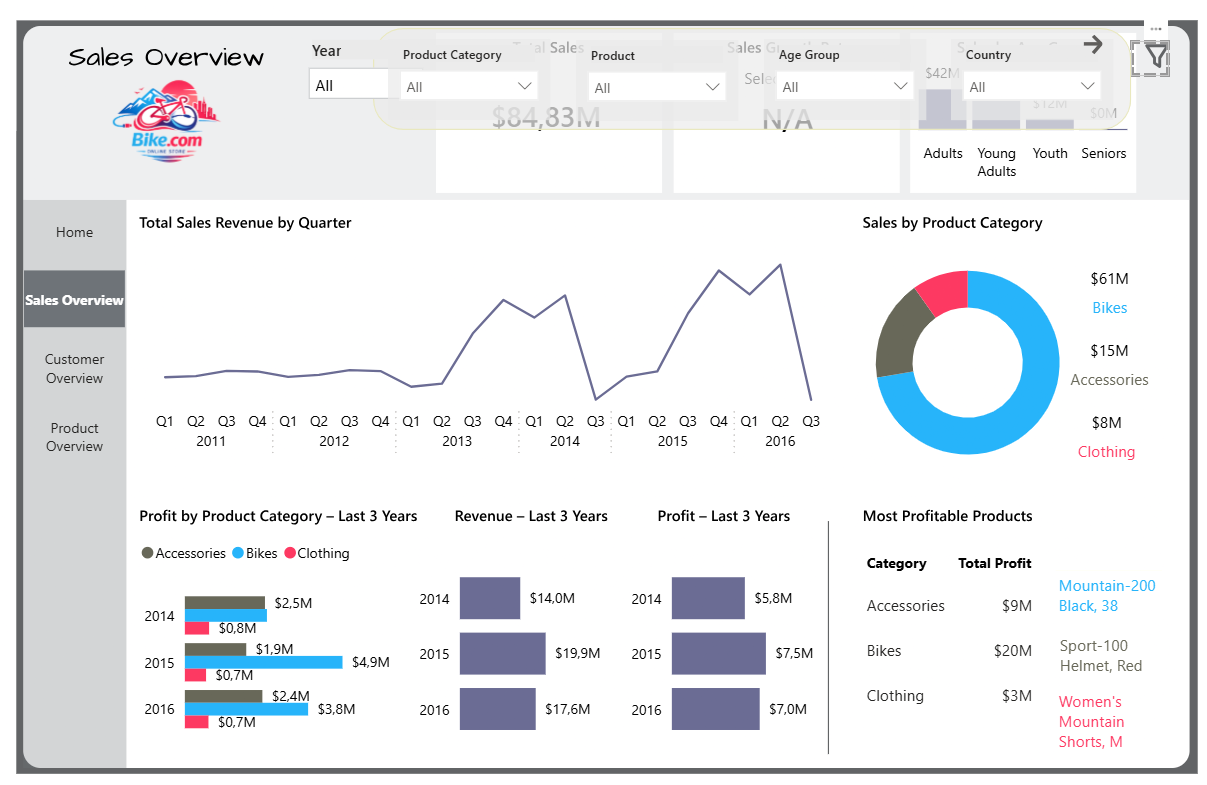 Sales Overview
Bike.com
ONLINE STORE
Year
All
Product Category
All
Product
All
Age Group
All
Country
All
Total Sales
$84,83M
Sales G
Selec
N/A
$42M
$12M
$0M
Adults
Young
Adults
Youth
Seniors
Home
Sales Overview
Customer
Overview
Product
Overview
Total Sales Revenue by Quarter
Q1 Q2 Q3 Q4 Q1 Q2 Q3 Q4 Q1 Q2 Q3 Q4 Q1 Q2 Q3 Q1 Q2 Q3 Q4 Q1 Q2 Q3
2011 2012 2013 2014 2015 2016
Sales by Product Category
$61M
Bikes
$15M
Accessories
$8M
Clothing
Profit by Product Category – Last 3 Years
Accessories Bikes Clothing
2014
$2,5M
$0,8M
2015
$1,9M
$4,9M
$0,7M
2016
$2,4M
$3,8M
$0,7M
Revenue – Last 3 Years
2014 $14,0M
2015 $19,9M
2016 $17,6M
Profit – Last 3 Years
2014 $5,8M
2015 $7,5M
2016 $7,0M
Most Profitable Products
Category Total Profit
Accessories $9M
Bikes $20M
Clothing $3M
Mountain-200
Black, 38
Sport-100
Helmet, Red
Women's
Mountain
Shorts, M